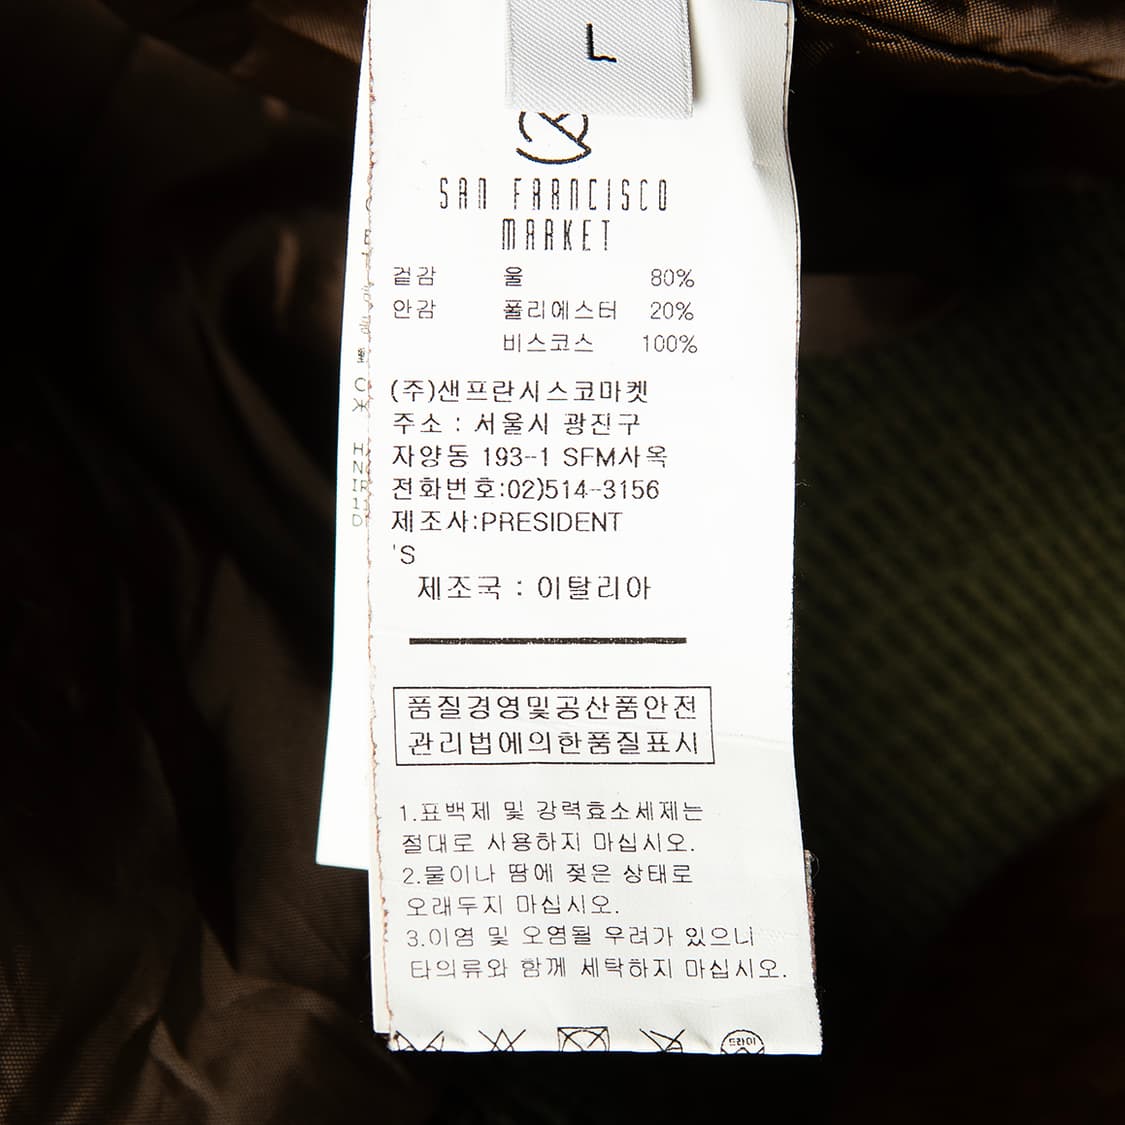 L
SAN FRANCISCO
MARKET
겉감 울 80%
안감 폴리에스터 20%
비스코스 100%
(주)샌프란시스코마켓
주소 : 서울시 광진구
자양동 193-1 SFM사옥
전화번호:02)514-3156
제조사:PRESIDENT
'S
제조국 : 이탈리아
품질경영및공산품안전
관리법에의한품질표시
1.표백제 및 강력효소세제는
절대로 사용하지 마십시오.
2.물이나 땀에 젖은 상태로
오래두지 마십시오.
3.이염 및 오염될 우려가 있으니
타의류와 함께 세탁하지 마십시오.
드라이